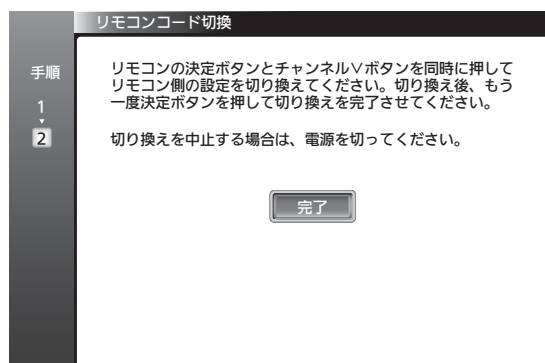 リモコンコード切換
手順
1
2
リモコンの決定ボタンとチャンネル∨ボタンを同時に押して
リモコン側の設定を切り換えてください。切り換え後、もう
一度決定ボタンを押して切り換えを完了させてください。
切り換えを中止する場合は、電源を切ってください。
完了